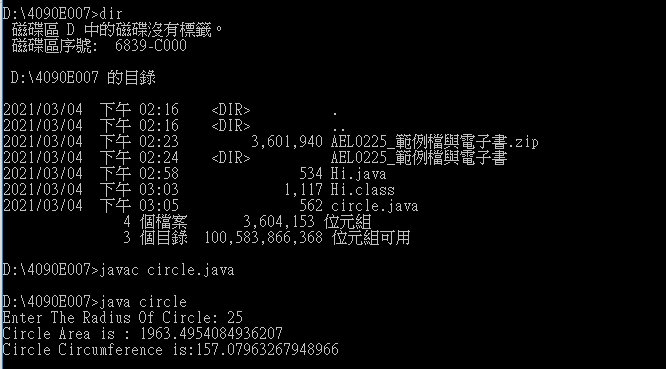 D:\4090E007>dir
磁碟區 D 中的磁碟沒有標籤。
磁碟區序號:  6839-C000
D:\4090E007 的目錄
2021/03/04  下午 02:16    <DIR>          .
2021/03/04  下午 02:16    <DIR>          ..
2021/03/04  下午 02:23         3,601,940 AEL0225_範例檔與電子書.zip
2021/03/04  下午 02:24    <DIR>          AEL0225_範例檔與電子書
2021/03/04  下午 02:58               534 Hi.java
2021/03/04  下午 03:03             1,117 Hi.class
2021/03/04  下午 03:05               562 circle.java
4 個檔案       3,604,153 位元組
3 個目錄  100,583,866,368 位元組可用
D:\4090E007>javac circle.java
D:\4090E007>java circle
Enter The Radius Of Circle: 25
Circle Area is : 1963.4954084936207
Circle Circumference is:157.07963267948966